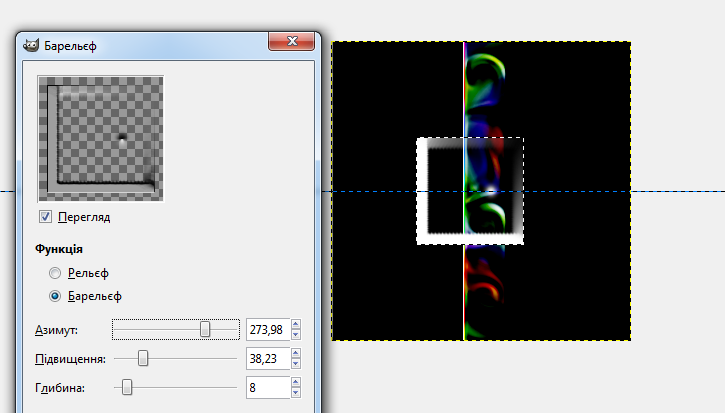 Барельєф
Перегляд
Функція
Рельєф
Барельєф
Азимут: 273,98
Підвищення: 38,23
Глибина: 8